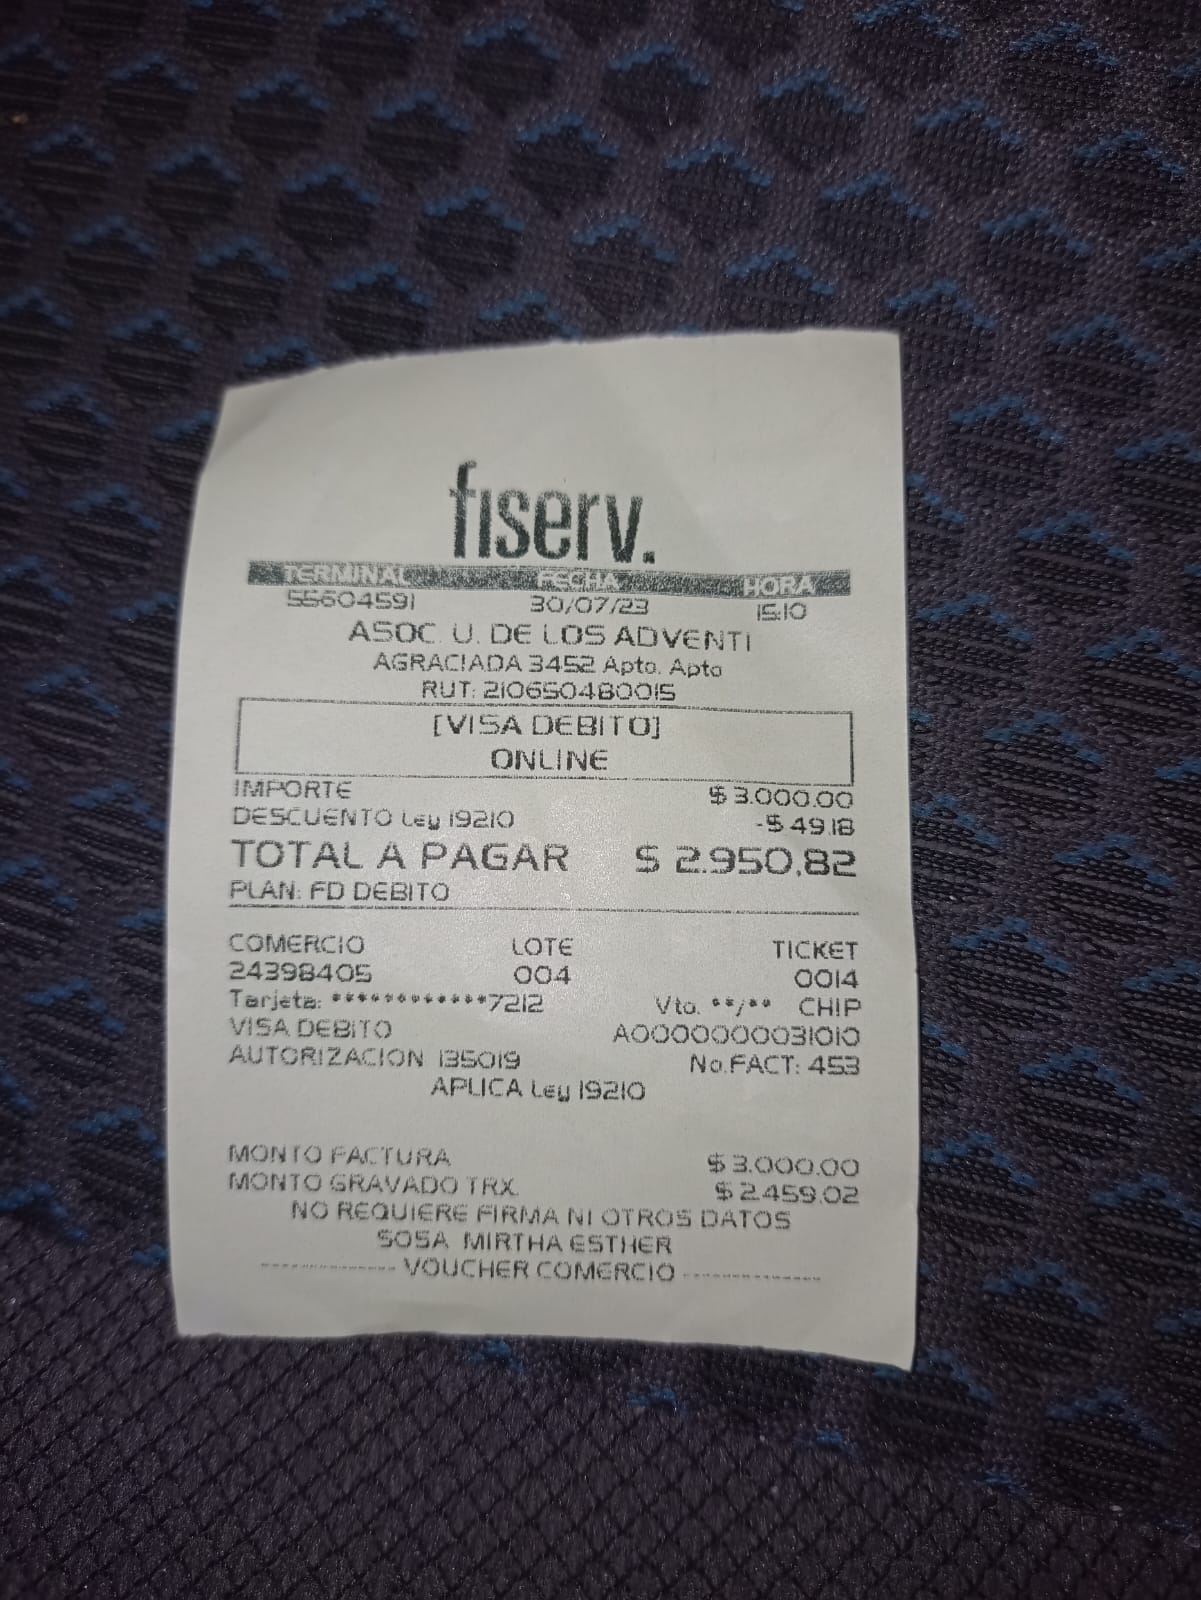 fiserv.
TERMINAL FECHA HORA
55604591 30/07/23 15:10
ASOC. U. DE LOS ADVENTI
AGRACIADA 3452 Apto. Apto
RUT: 210650480015
[VISA DEBITO]
ONLINE
IMPORTE $ 3.000.00
DESCUENTO Ley 19210 -$ 49.18
TOTAL A PAGAR $ 2.950,82
PLAN: FD DEBITO
COMERCIO LOTE TICKET
24398405 004 0014
Tarjeta: ************7212 Vto. **/** CHIP
VISA DEBITO A0000000031010
AUTORIZACION 135019 No.FACT: 453
APLICA Ley 19210
MONTO FACTURA $ 3.000.00
MONTO GRAVADO TRX. $ 2.459.02
NO REQUIERE FIRMA NI OTROS DATOS
SOSA MIRTHA ESTHER
--------------- VOUCHER COMERCIO ---------------